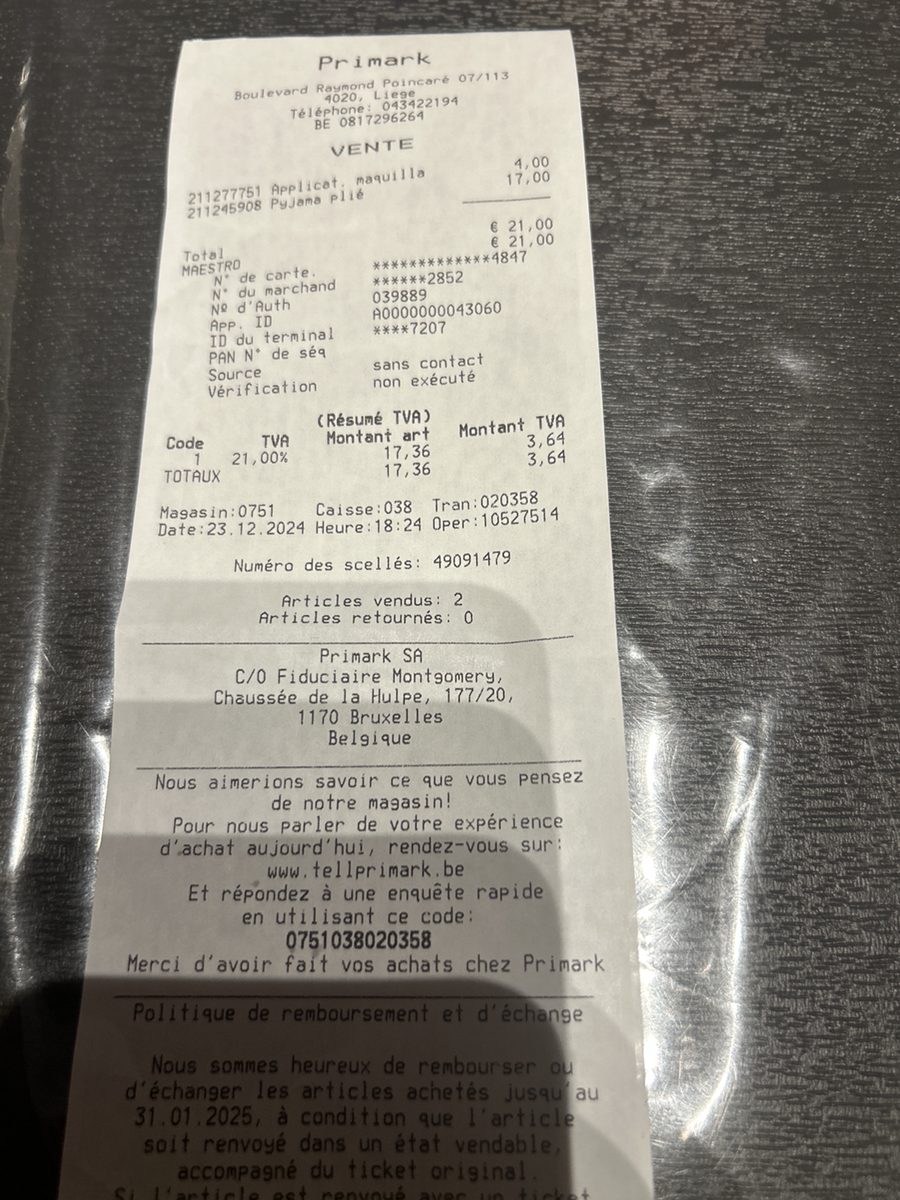 Primark
Boulevard Raymond Poincaré 07/113
4020, Liege
Téléphone: 043422194
BE 0817296264
VENTE
211277751 Applicat. maquilla 4,00
211245908 Pyjama plié 17,00
Total € 21,00
MAESTRO € 21,00
N° de carte. *************4847
N° du marchand ******2852
Nº d'Auth 039889
App. ID A0000000043060
ID du terminal ****7207
PAN N° de séq
Source sans contact
Vérification non exécuté
(Résumé TVA)
Code TVA Montant art Montant TVA
1 21,00% 17,36 3,64
TOTAUX 17,36 3,64
Magasin:0751 Caisse:038 Tran:020358
Date:23.12.2024 Heure:18:24 Oper:10527514
Numéro des scellés: 49091479
Articles vendus: 2
Articles retournés: 0
Primark SA
C/O Fiduciaire Montgomery,
Chaussée de la Hulpe, 177/20,
1170 Bruxelles
Belgique
Nous aimerions savoir ce que vous pensez
de notre magasin!
Pour nous parler de votre expérience
d'achat aujourd'hui, rendez-vous sur:
www.tellprimark.be
Et répondez à une enquête rapide
en utilisant ce code:
0751038020358
Merci d'avoir fait vos achats chez Primark
Politique de remboursement et d'échange
Nous sommes heureux de rembourser ou
d'échanger les articles achetés jusqu'au
31.01.2025, à condition que l'article
soit renvoyé dans un état vendable,
accompagné du ticket original.
Si l'article est renvoyé avec un ticket